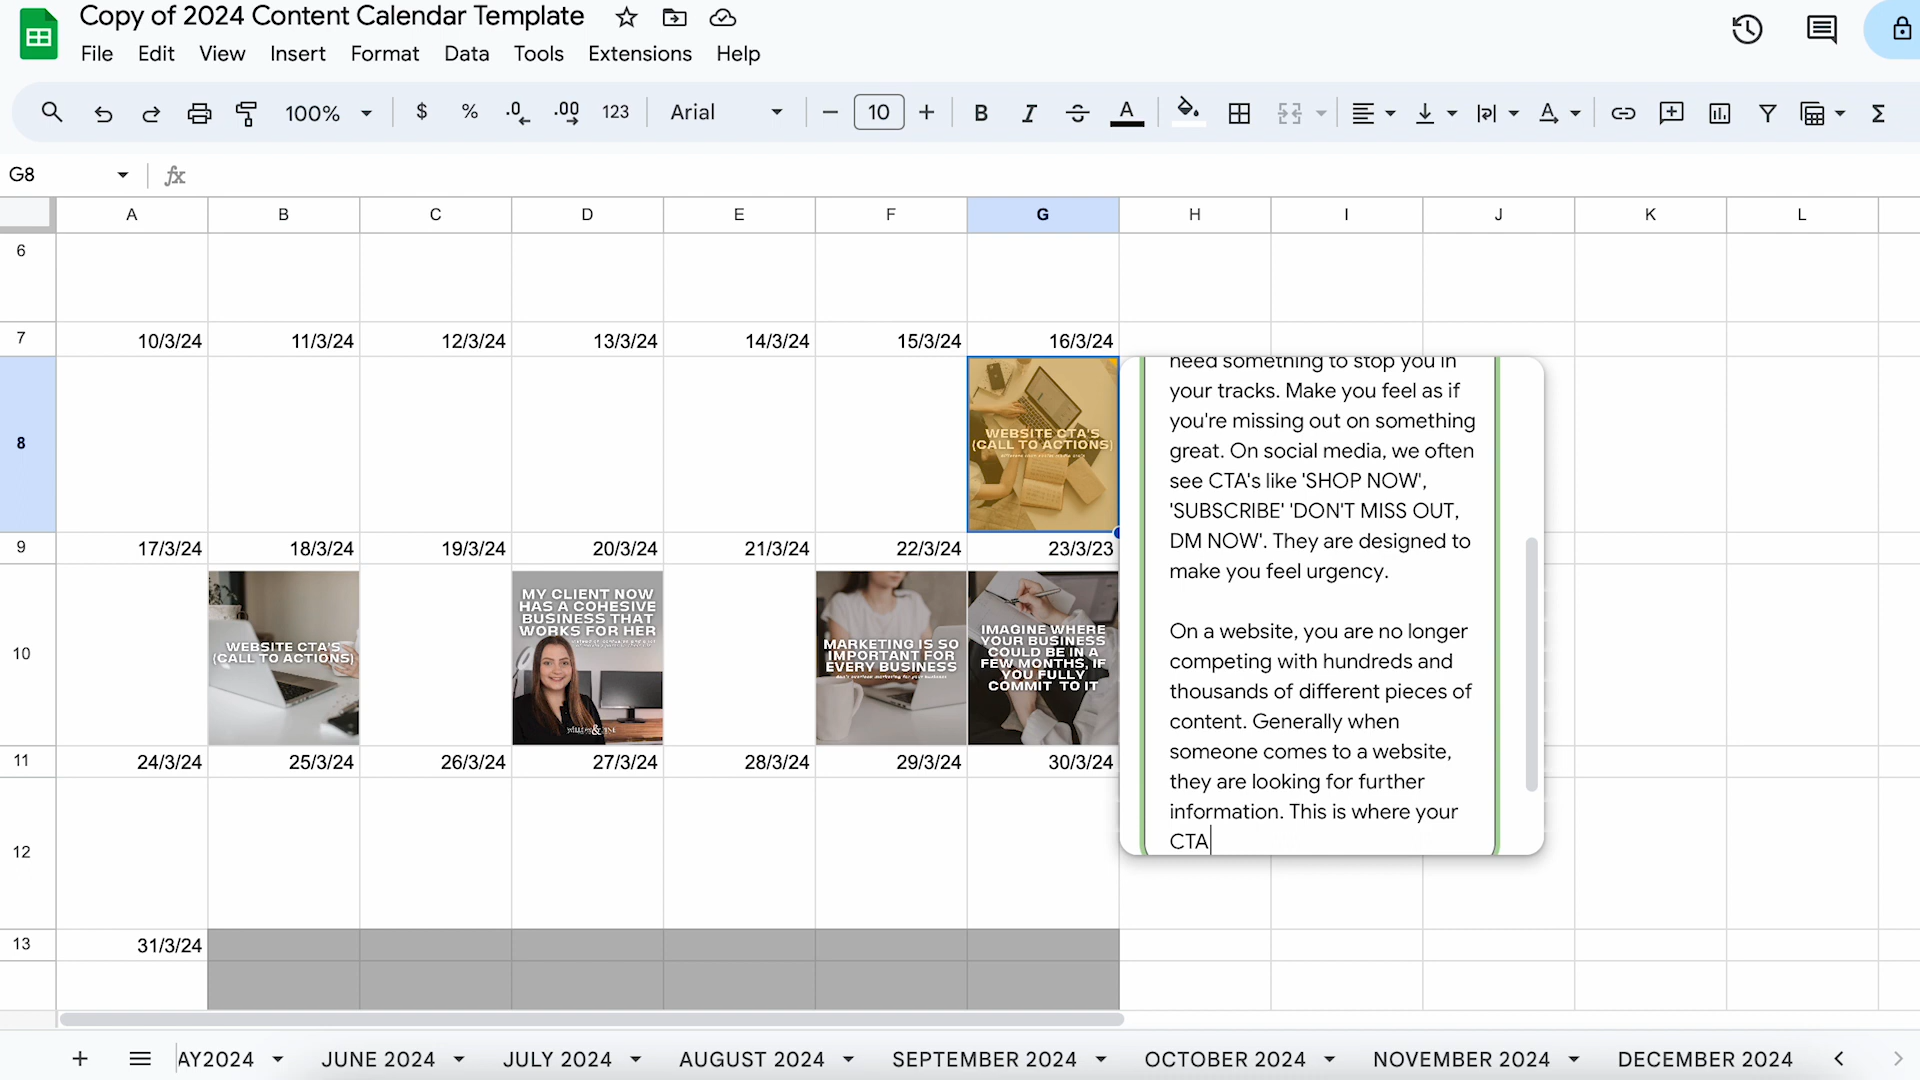 Copy of 2024 Content Calendar Template
File Edit View Insert Format Data Tools Extensions Help
100% $ % .0 .00 123 Arial 10 B I A A Σ
G8 fx
A B C D E F G H I J K L
6
7 10/3/24 11/3/24 12/3/24 13/3/24 14/3/24 15/3/24 16/3/24
8
WEBSITE CTA'S
(CALL TO ACTIONS)
need something to stop you in
your tracks. Make you feel as if
you're missing out on something
great. On social media, we often
see CTA's like 'SHOP NOW',
'SUBSCRIBE' 'DON'T MISS OUT,
DM NOW'. They are designed to
make you feel urgency.
On a website, you are no longer
competing with hundreds and
thousands of different pieces of
content. Generally when
someone comes to a website,
they are looking for further
information. This is where your
CTA
9 17/3/24 18/3/24 19/3/24 20/3/24 21/3/24 22/3/24 23/3/23
10
WEBSITE CTA'S
(CALL TO ACTIONS)
MY CLIENT NOW
HAS A COHESIVE
BUSINESS THAT
WORKS FOR HER
MARKETING IS SO
IMPORTANT FOR
EVERY BUSINESS
IMAGINE WHERE
YOUR BUSINESS
COULD BE IN A
FEW MONTHS, IF
YOU FULLY
COMMIT TO IT
11 24/3/24 25/3/24 26/3/24 27/3/24 28/3/24 29/3/24 30/3/24
12
13 31/3/24
AY2024 JUNE 2024 JULY 2024 AUGUST 2024 SEPTEMBER 2024 OCTOBER 2024 NOVEMBER 2024 DECEMBER 2024